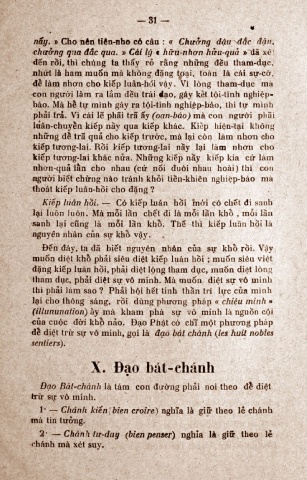 — 31 —
nấy. » Cho nên tiên-nho có câu : « Chưởng dậu đắc dậu,
chưởng qua đắc qua. » Cái lý « hữu-nhơn hữu-quả » đã xét
đến rồi, thì chúng ta thấy rõ rằng những đều tham-dục,
nhứt là ham muốn mà không đặng toại, toàn là cái sự-cớ.
để làm nhơn cho kiếp luân-hồi vậy. Vì lòng tham-dục mà
con người làm ra lắm đều trái đạo, gây kết tội-tình nghiệp-
báo. Mà hễ tự mình gây ra tội-tình nghiệp-báo, thì tự mình
phải trả. Vì cái lẽ phải trả ấy (oan-báo) mà con người phải
luân-chuyển kiếp nầy qua kiếp khác. Kiếp hiện-tại không
những để trả quả cho kiếp trước, mà lại còn làm nhơn cho
kiếp tương-lai. Rồi kiếp tương-lai nầy lại làm nhơn cho
kiếp tương-lai khác nữa. Những kiếp nầy kiếp kia cứ làm
nhơn-quả lẫn cho nhau (cứ nối đuôi nhau hoài) thì con
người biết chừng nào tránh khỏi tiền-khiên nghiệp-báo mà
thoát kiếp luân-hồi cho đặng ?
Kiếp luân hồi. — Có kiếp luân hồi mới có chết đi sanh
lại luôn luôn. Mà mỗi lần chết đi là mỗi lần khổ, mỗi lần
sanh lại cũng là mỗi lần khổ. Thế thì kiếp luân hồi là
nguyên nhân của sự khổ vậy.
Đến đây, ta đã biết nguyên nhân của sự khổ rồi. Vậy
muốn diệt khổ phải siêu diệt kiếp luân hồi ; muốn siêu việt
đặng kiếp luân hồi, phải diệt lọng tham dục, muốn diệt lòng
tham dục, phải diệt sự vô minh. Mà muốn diệt sự vô minh
thì phải làm sao ? Phải hội hết tinh thần trí lực của mình
lại cho thông sáng, rồi dùng phương pháp « chiếu minh »
(illumunation) ấy mà kham phá sự vô minh là nguồn cội
của cuộc đời khổ nảo. Đạo Phật có chỉ một phương pháp
để diệt trừ sự vô minh, gọi là đạo bát chánh (les huit nobles
sentiers).
X. Đạo bát-chánh
Đạo Bát-chánh là tám con đường phải noi theo để diệt
trừ sự vô minh.
1· — Chánh kiến (bien croire) nghĩa là giữ theo lẽ chánh
mà tin tưởng.
2· — Chánh tư-duy (bien penser) nghĩa là giữ theo lẽ
chánh mà xét suy.